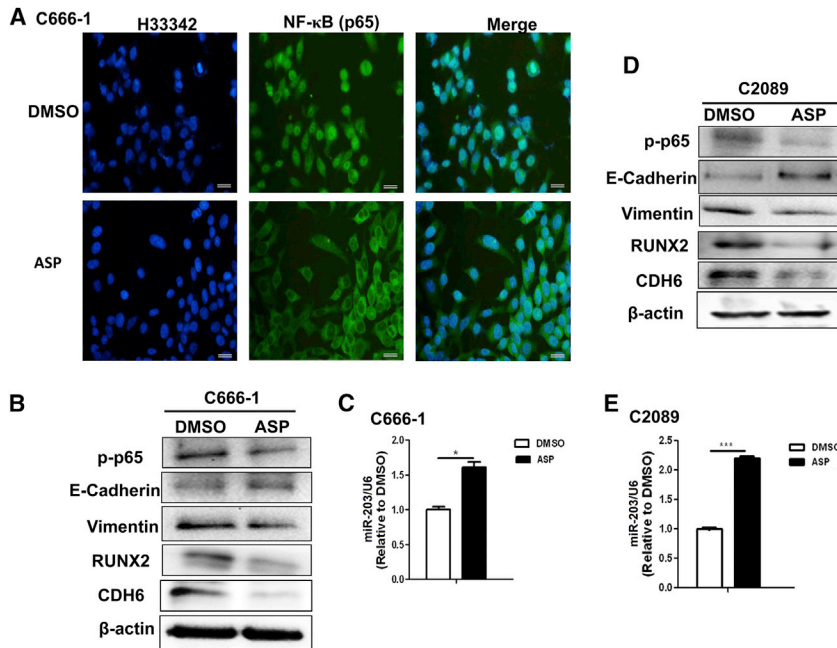 A
C666-1
H33342
NF-κB (p65)
Merge
DMSO
ASP
B
C666-1
DMSO ASP
p-p65
E-Cadherin
Vimentin
RUNX2
CDH6
β-actin
C
C666-1
miR-203/U6
(Relative to DMSO)
2.0
1.5
1.0
0.5
0.0
*
DMSO
ASP
D
C2089
DMSO ASP
p-p65
E-Cadherin
Vimentin
RUNX2
CDH6
β-actin
E
C2089
miR-203/U6
(Relative to DMSO)
2.5
2.0
1.5
1.0
0.5
0.0
***
DMSO
ASP